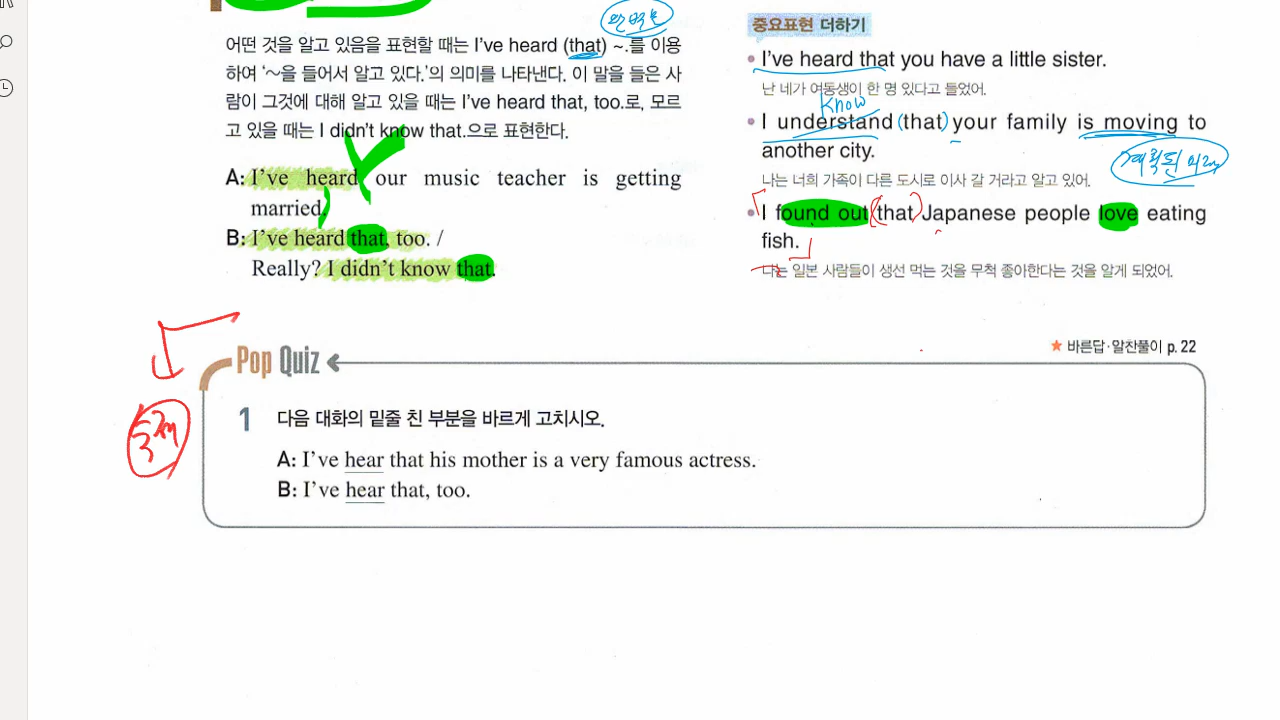 완벽문
어떤 것을 알고 있음을 표현할 때는 I've heard (that) ~.를 이용
하여 '~을 들어서 알고 있다.'의 의미를 나타낸다. 이 말을 들은 사
람이 그것에 대해 알고 있을 때는 I've heard that, too.로, 모르
고 있을 때는 I didn't know that.으로 표현한다.
A: I've heard our music teacher is getting
married.
B: I've heard that, too. /
Really? I didn't know that.
중요표현 더하기
• I've heard that you have a little sister.
난 네가 여동생이 한 명 있다고 들었어.
know
• I understand (that) your family is moving to
another city.
계획된 미래
나는 너희 가족이 다른 도시로 이사 갈 거라고 알고 있어.
• I found out (that) Japanese people love eating
fish.
나는 일본 사람들이 생선 먹는 것을 무척 좋아한다는 것을 알게 되었어.
Pop Quiz
★ 바른답·알찬풀이 p. 22
숙제
1 다음 대화의 밑줄 친 부분을 바르게 고치시오.
A: I've hear that his mother is a very famous actress.
B: I've hear that, too.